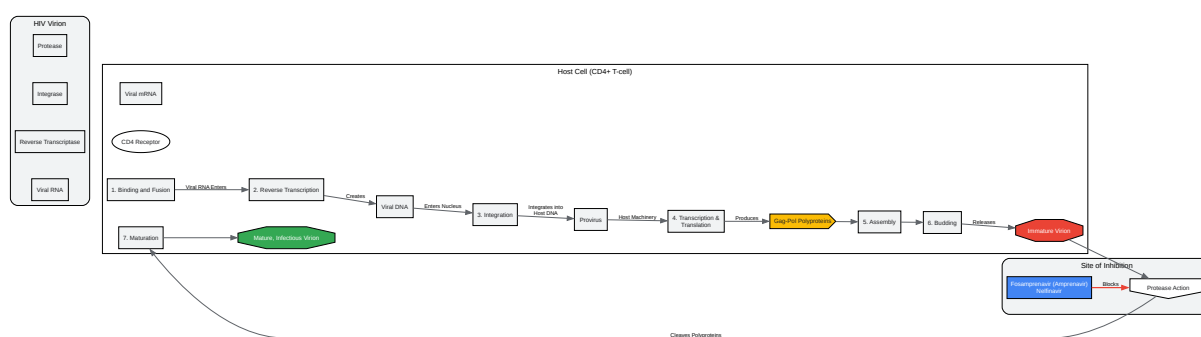 HIV Virion
Protease
Integrase
Reverse Transcriptase
Viral RNA
Host Cell (CD4+ T-cell)
Viral mRNA
CD4 Receptor
1. Binding and Fusion
Viral RNA Enters
2. Reverse Transcription
Creates
Viral DNA
Enters Nucleus
3. Integration
Integrates into
Host DNA
Provirus
Host Machinery
4. Transcription &
Translation
Produces
Gag-Pol Polyproteins
5. Assembly
6. Budding
Releases
Immature Virion
7. Maturation
Mature, Infectious Virion
Site of Inhibition
Fosamprenavir (Amprenavir)
Nelfinavir
Blocks
Protease Action
Cleaves Polyproteins